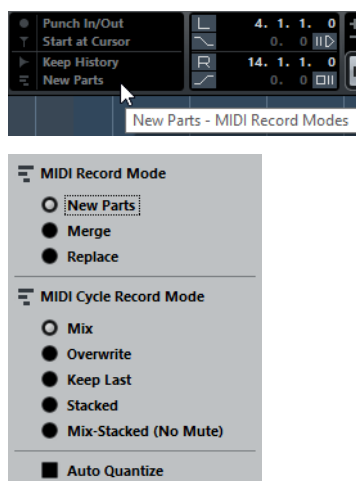 Punch In/Out L 4. 1. 1. 0
Start at Cursor 0. 0
Keep History R 14. 1. 1. 0
New Parts 0. 0
New Parts - MIDI Record Modes
MIDI Record Mode
New Parts
Merge
Replace
MIDI Cycle Record Mode
Mix
Overwrite
Keep Last
Stacked
Mix-Stacked (No Mute)
Auto Quantize